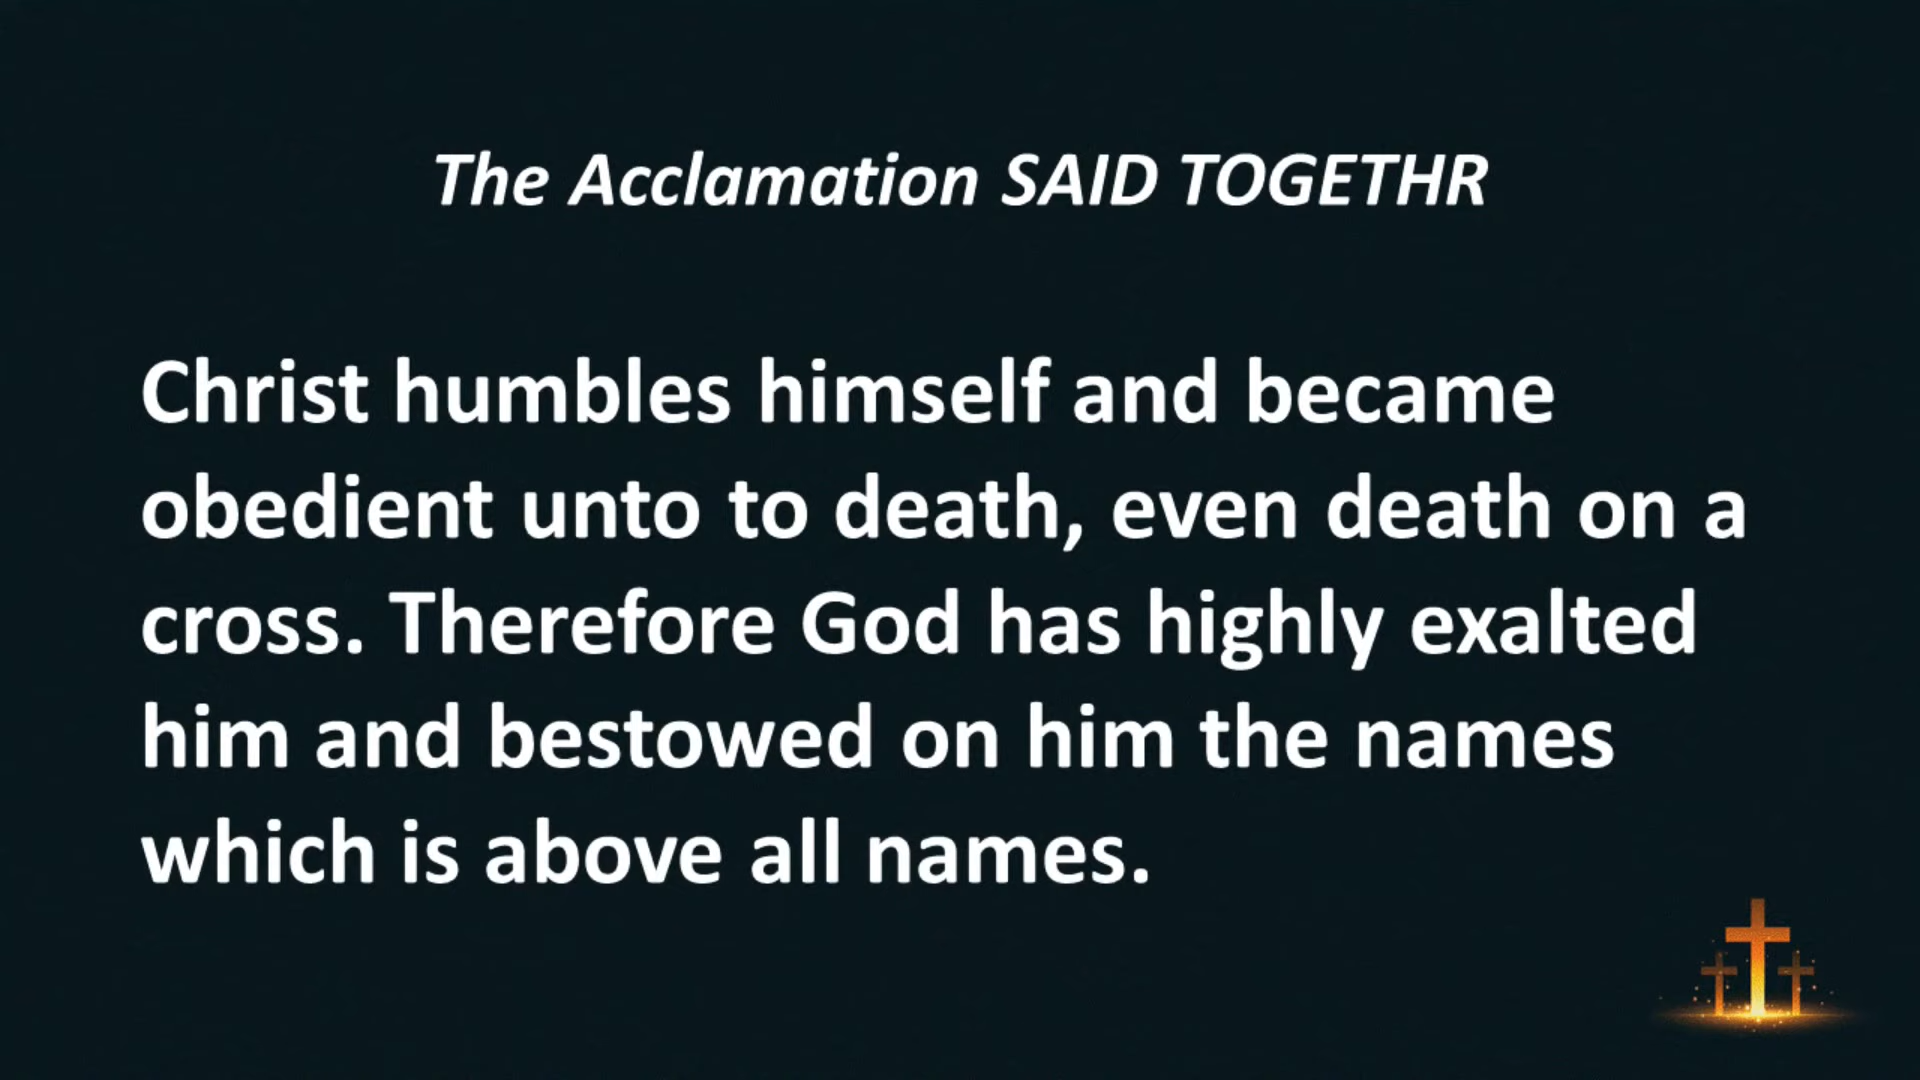 The Acclamation SAID TOGETHR
Christ humbles himself and became
obedient unto to death, even death on a
cross. Therefore God has highly exalted
him and bestowed on him the names
which is above all names.